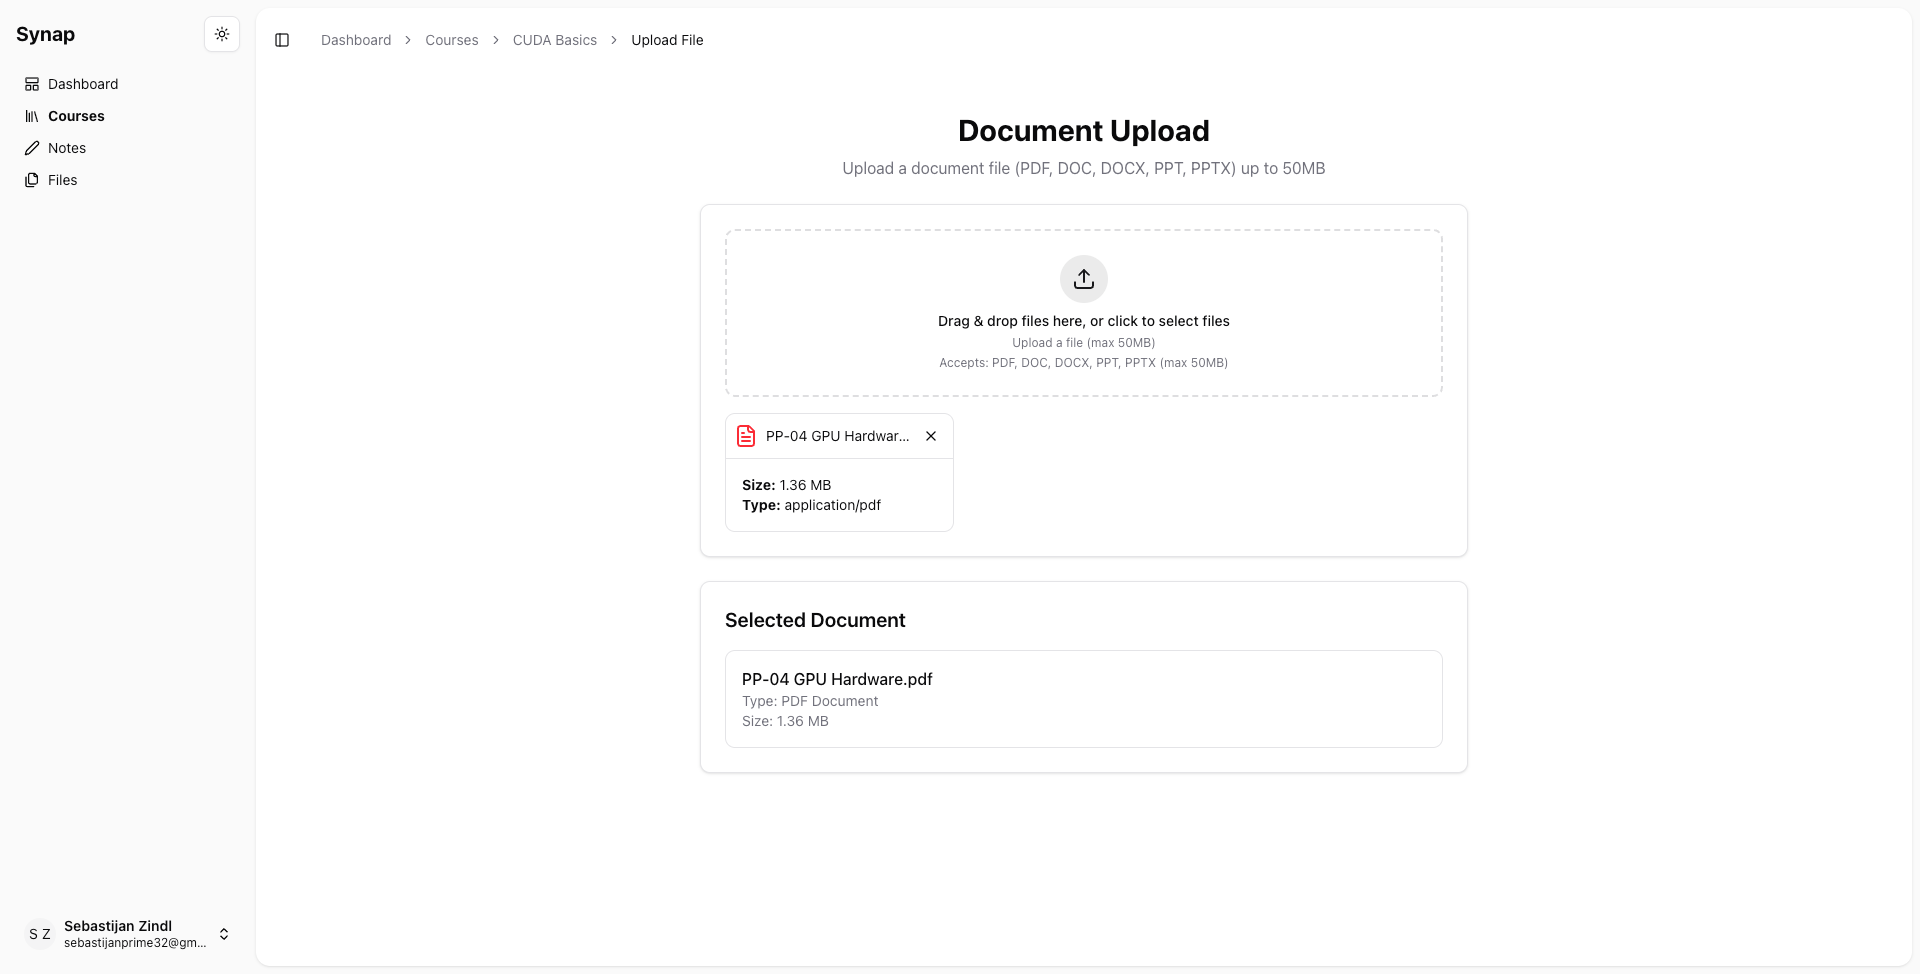 Synap
Dashboard
Courses
Notes
Files
Sebastijan Zindl
sebastijanprime32@gm...
S Z
Dashboard > Courses > CUDA Basics > Upload File
Document Upload
Upload a document file (PDF, DOC, DOCX, PPT, PPTX) up to 50MB
Drag & drop files here, or click to select files
Upload a file (max 50MB)
Accepts: PDF, DOC, DOCX, PPT, PPTX (max 50MB)
PP-04 GPU Hardwar...
Size: 1.36 MB
Type: application/pdf
Selected Document
PP-04 GPU Hardware.pdf
Type: PDF Document
Size: 1.36 MB